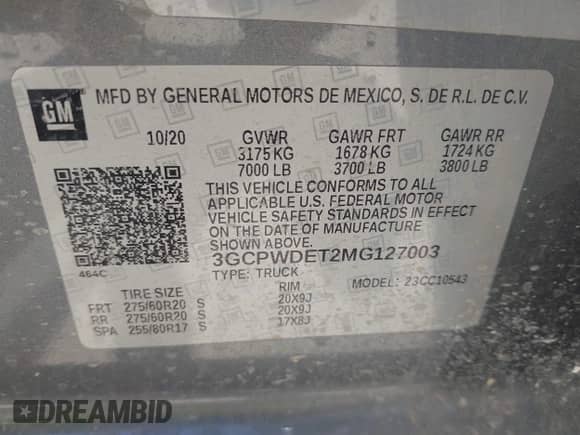 GM
MFD BY GENERAL MOTORS DE MEXICO, S. DE R.L. DE C.V.
10/20 GVWR GAWR FRT GAWR RR
3175 KG 1678 KG 1724 KG
7000 LB 3700 LB 3800 LB
THIS VEHICLE CONFORMS TO ALL
APPLICABLE U.S. FEDERAL MOTOR
VEHICLE SAFETY STANDARDS IN EFFECT
ON THE DATE OF MANUFACTURE
SHOWN ABOVE.
464C
3GCPWDET2MG127003
TYPE: TRUCK 23CC10543
TIRE SIZE RIM
FRT 275/60R20 S 20X9J
RR 275/60R20 S 20X9J
SPA 255/80R17 S 17X8J
DREAMBID